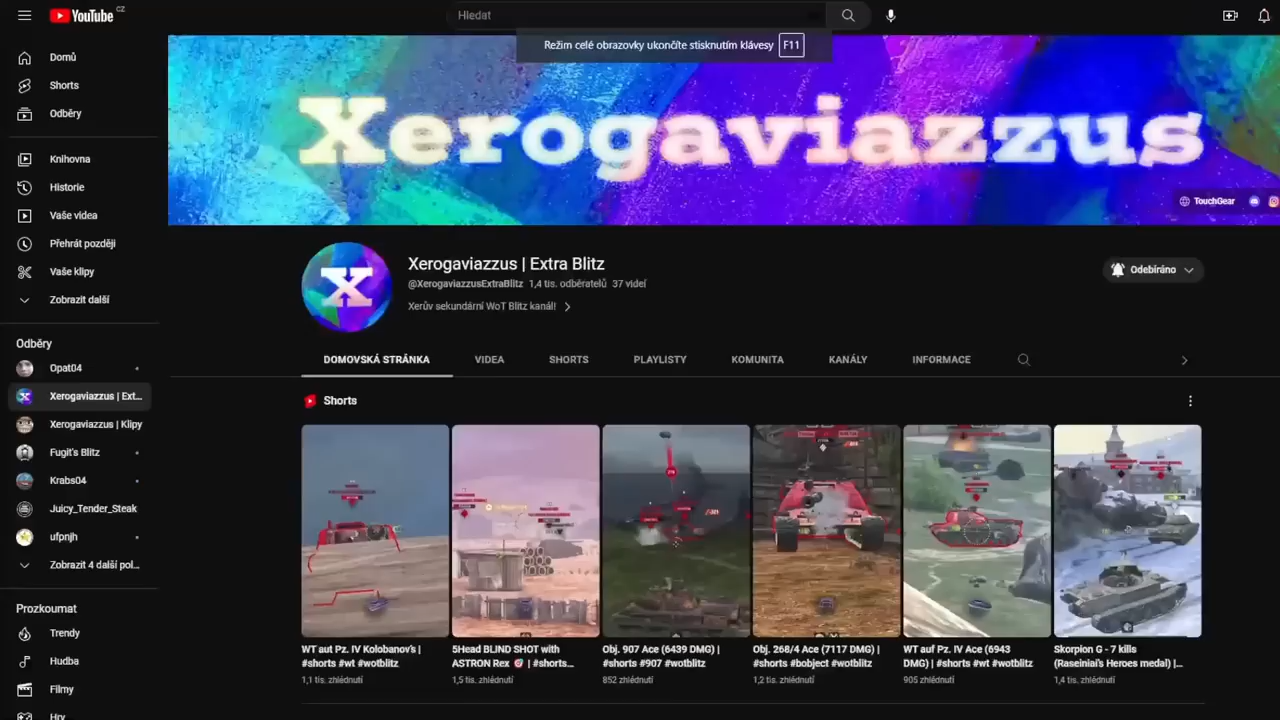 YouTube CZ
Hledat
Režim celé obrazovky ukončíte stisknutím klávesy F11
Domů
Shorts
Odběry
Knihovna
Historie
Vaše videa
Přehrát později
Vaše klipy
Zobrazit další
Odběry
Opat04
Xerogaviazzus | Ext...
Xerogaviazzus | Klipy
Fugit's Blitz
Krabs04
Juicy_Tender_Steak
ufpnjh
Zobrazit 4 další pol...
Prozkoumat
Trendy
Hudba
Filmy
Hry
Xerogaviazzus
TouchGear
X
Xerogaviazzus | Extra Blitz
@XerogaviazzusExtraBlitz 1,4 tis. odběratelů 37 videí
Xerův sekundární WoT Blitz kanál!
Odebíráno
DOMOVSKÁ STRÁNKA VIDEA SHORTS PLAYLISTY KOMUNITA KANÁLY INFORMACE
Shorts
WT aut Pz. IV Kolobanov's |
#shorts #wt #wotblitz
1,1 tis. zhlédnutí
5Head BLIND SHOT with
ASTRON Rex 🎯 | #shorts...
1,5 tis. zhlédnutí
Obj. 907 Ace (6439 DMG) |
#shorts #907 #wotblitz
852 zhlédnutí
Obj. 268/4 Ace (7117 DMG) |
#shorts #bobject #wotblitz
1,2 tis. zhlédnutí
WT auf Pz. IV Ace (6943
DMG) | #shorts #wt #wotblitz
905 zhlédnutí
Skorpion G - 7 kills
(Raseiniai's Heroes medal) |...
1,4 tis. zhlédnutí